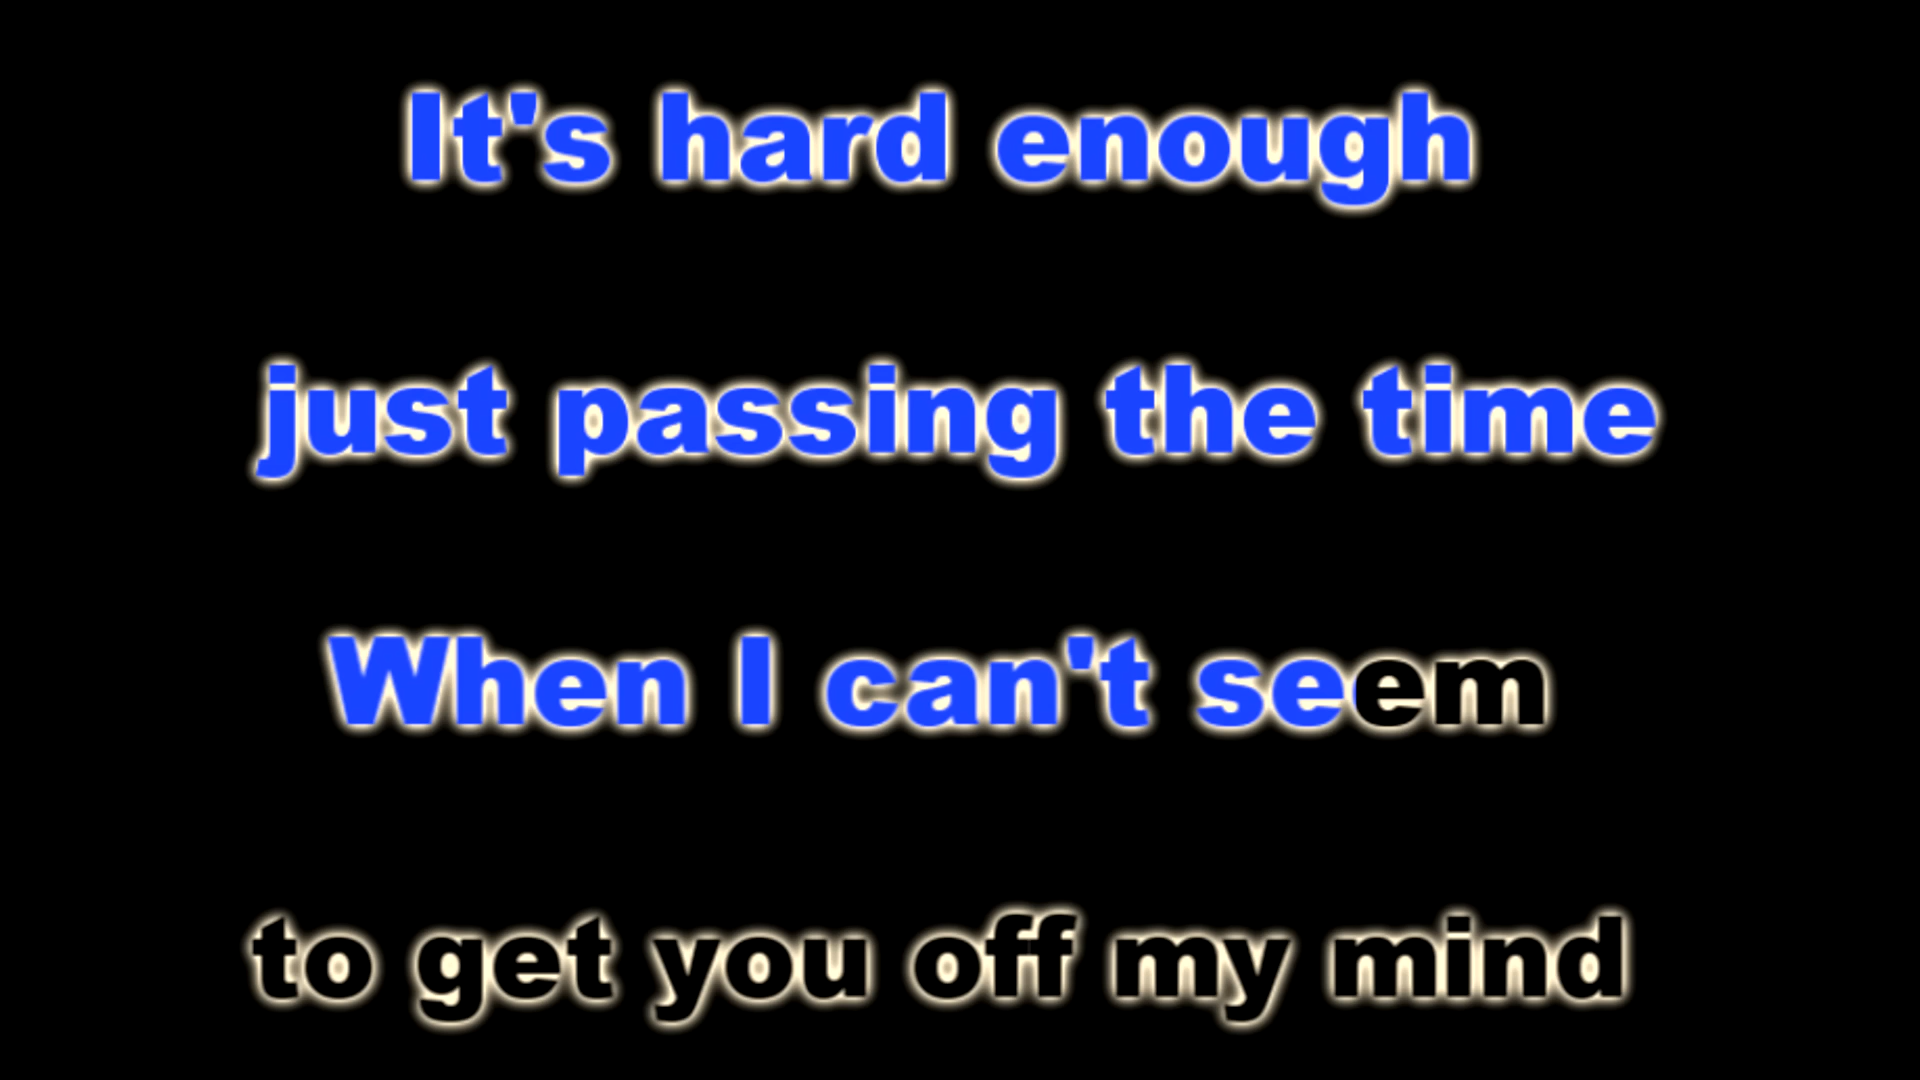 It's hard enough
just passing the time
When I can't seem
to get you off my mind